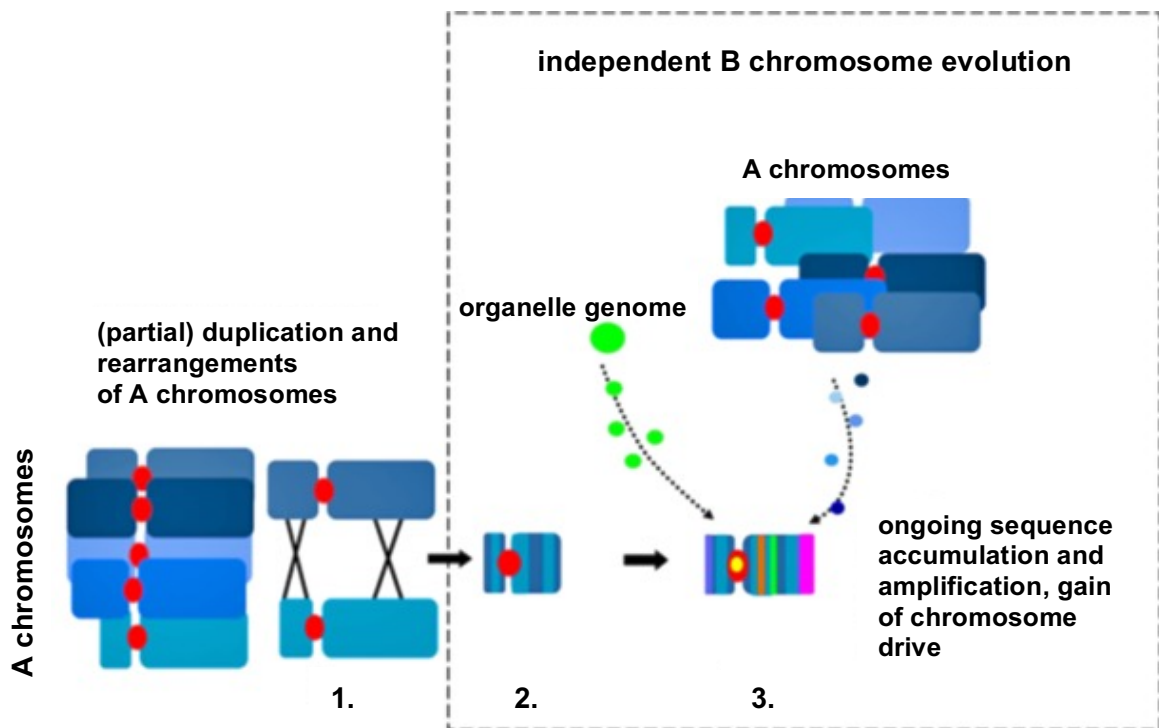 independent B chromosome evolution
A chromosomes
organelle genome
(partial) duplication and
rearrangements
of A chromosomes
A chromosomes
ongoing sequence
accumulation and
amplification, gain
of chromosome
drive
1.
2.
3.